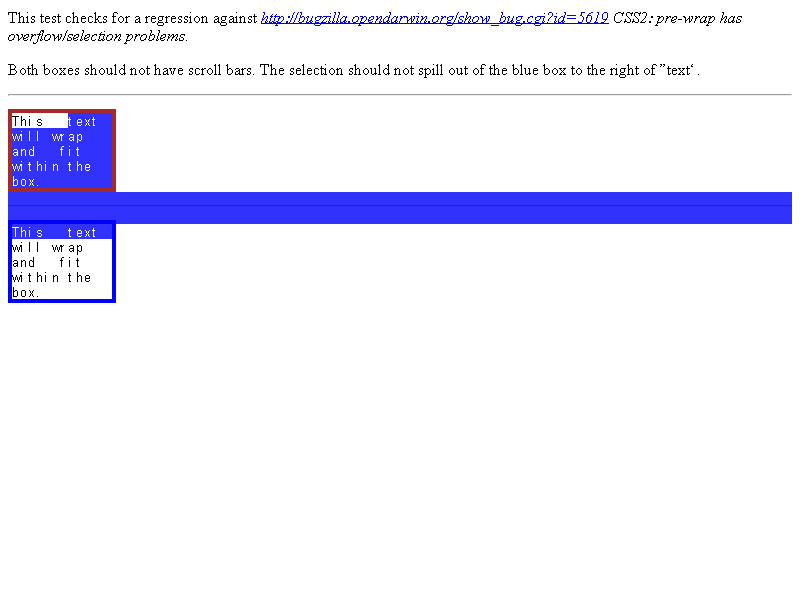 This test checks for a regression against http://bugzilla.opendarwin.org/show_bug.cgi?id=5619 CSS2: pre-wrap has
overflow/selection problems.
Both boxes should not have scroll bars. The selection should not spill out of the blue box to the right of ”text‘.
This   text
will wrap
and   fit
within the
box.
This   text
will wrap
and   fit
within the
box.